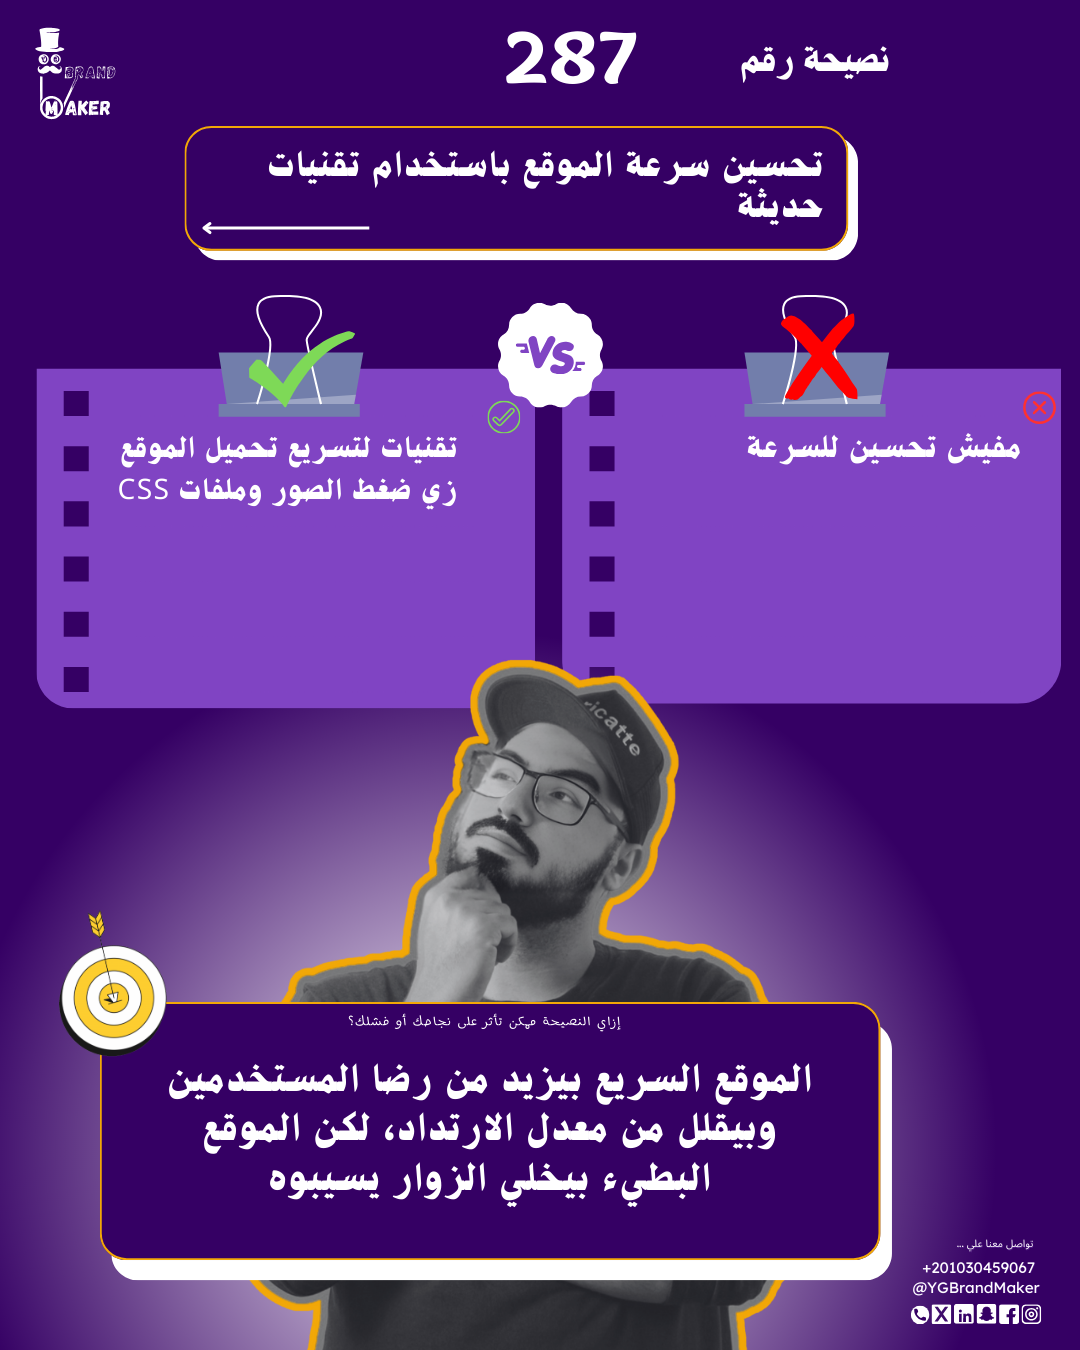 نصيحة رقم 287
BRAND
MAKER
تحسين سرعة الموقع باستخدام تقنيات
حديثة
VS
مفيش تحسين للسرعة
تقنيات لتسريع تحميل الموقع
زي ضغط الصور وملفات CSS
icatte
إزاي النصيحة ممكن تأثر على نجاحك أو فشلك؟
الموقع السريع بيزيد من رضا المستخدمين
وبيقلل من معدل الارتداد، لكن الموقع
البطيء بيخلي الزوار يسيبوه
تواصل معنا علي ...
+201030459067
@YGBrandMaker